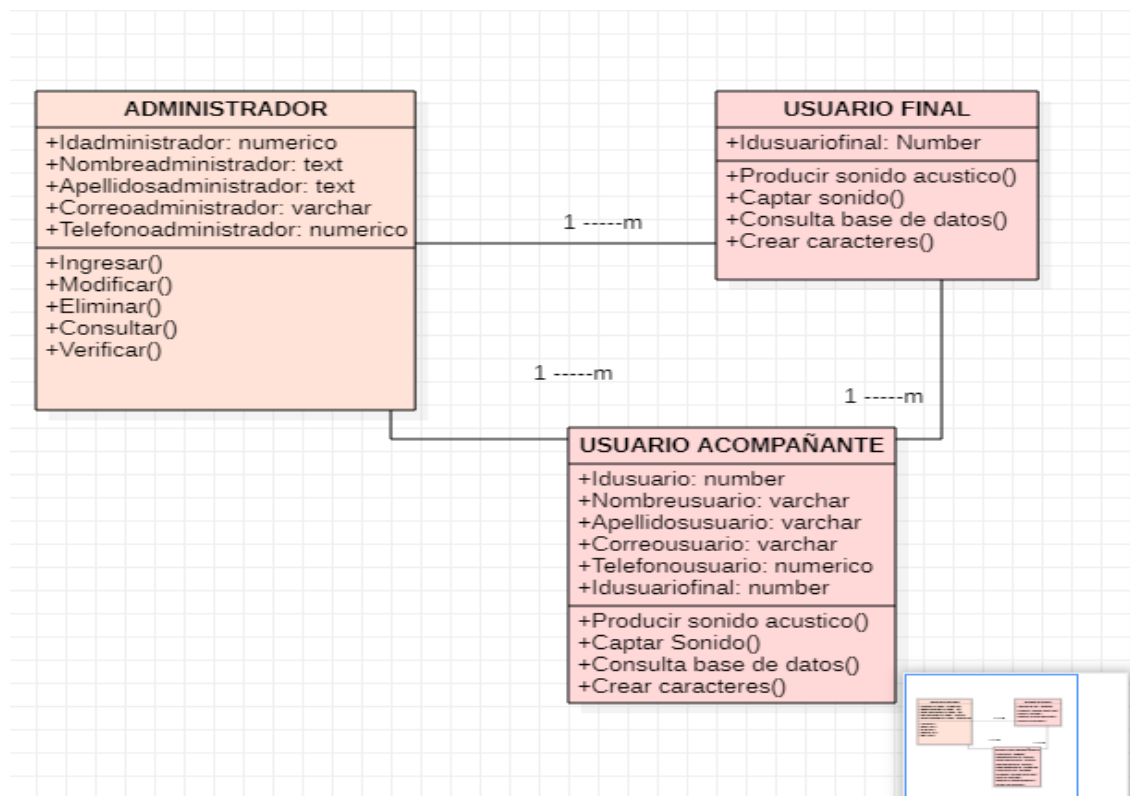 ADMINISTRADOR
+Idadministrador: numerico
+Nombreadministrador: text
+Apellidosadministrador: text
+Correoadministrador: varchar
+Telefonoadministrador: numerico
+Ingresar()
+Modificar()
+Eliminar()
+Consultar()
+Verificar()
1 -----m
USUARIO FINAL
+Idusuariofinal: Number
+Producir sonido acustico()
+Captar sonido()
+Consulta base de datos()
+Crear caracteres()
1 -----m
1 -----m
USUARIO ACOMPAÑANTE
+Idusuario: number
+Nombreusuario: varchar
+Apellidosusuario: varchar
+Correousuario: varchar
+Telefonousuario: numerico
+Idusuariofinal: number
+Producir sonido acustico()
+Captar Sonido()
+Consulta base de datos()
+Crear caracteres()